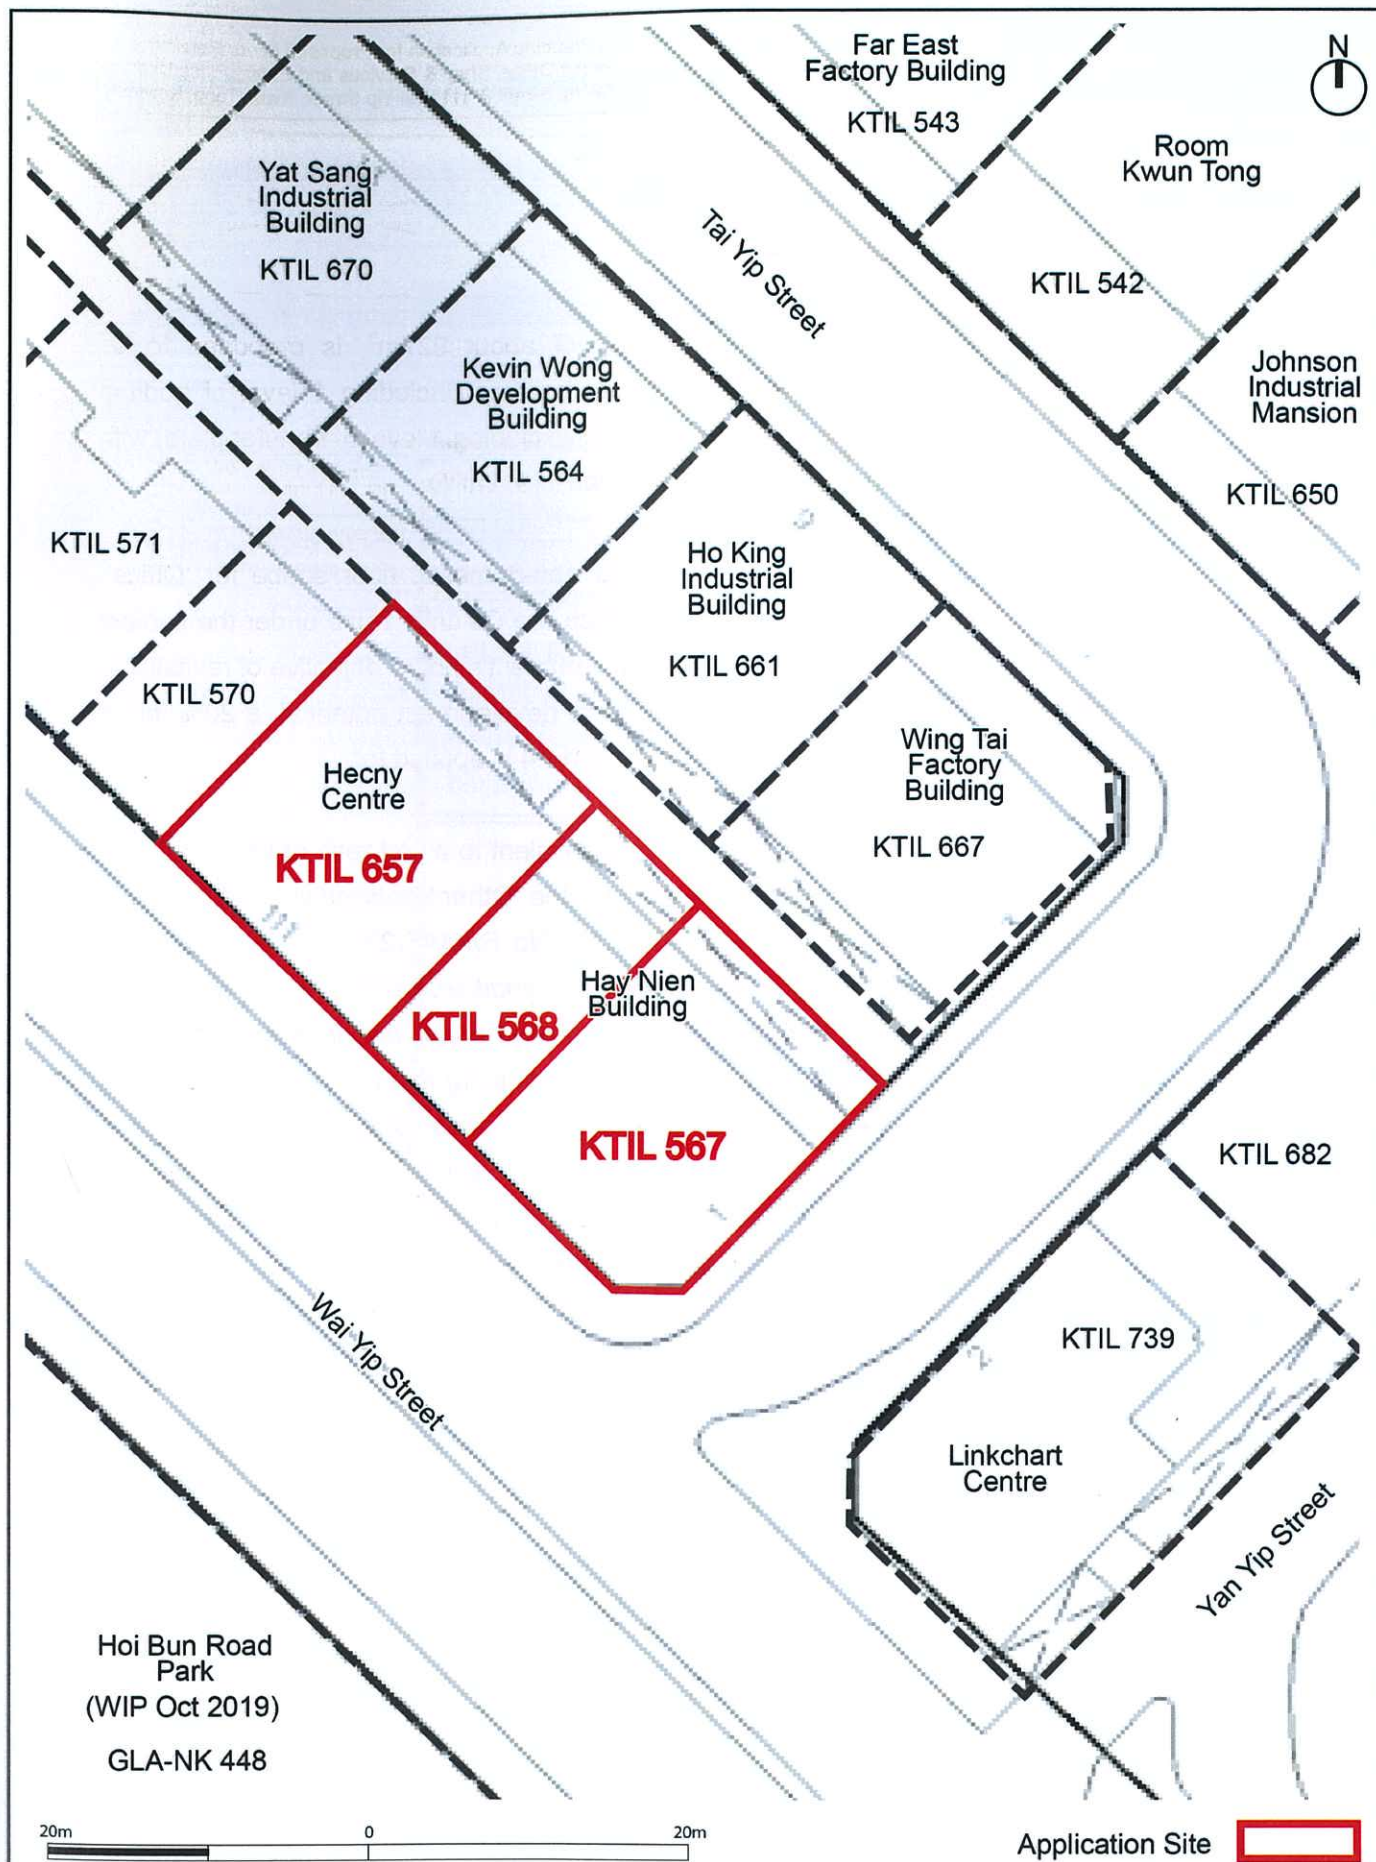 Far East
Factory Building
KTIL 543
N
Room
Kwun Tong
Yat Sang
Industrial
Building
KTIL 670
Tai Yip Street
KTIL 542
Kevin Wong
Development
Building
KTIL 564
Johnson
Industrial
Mansion
KTIL 650
KTIL 571
Ho King
Industrial
Building
KTIL 661
KTIL 570
Wing Tai
Factory
Building
KTIL 667
Hecny
Centre
KTIL 657
111
Hay Nien
Building
KTIL 568
KTIL 567
1
KTIL 682
KTIL 739
2
Wai Yip Street
Linkchart
Centre
Yan Yip Street
Hoi Bun Road
Park
(WIP Oct 2019)
GLA-NK 448
20m
0
20m
Application Site